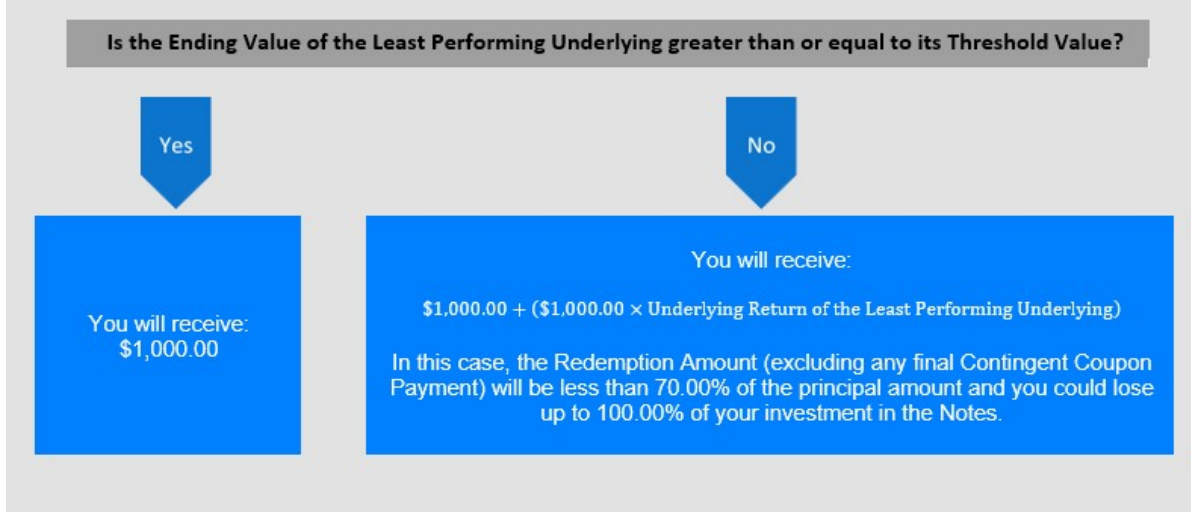 Is the Ending Value of the Least Performing Underlying greater than or equal to its Threshold Value?
Yes
No
You will receive:
$1,000.00
You will receive:
$1,000.00 + ($1,000.00 × Underlying Return of the Least Performing Underlying)
In this case, the Redemption Amount (excluding any final Contingent Coupon
Payment) will be less than 70.00% of the principal amount and you could lose
up to 100.00% of your investment in the Notes.